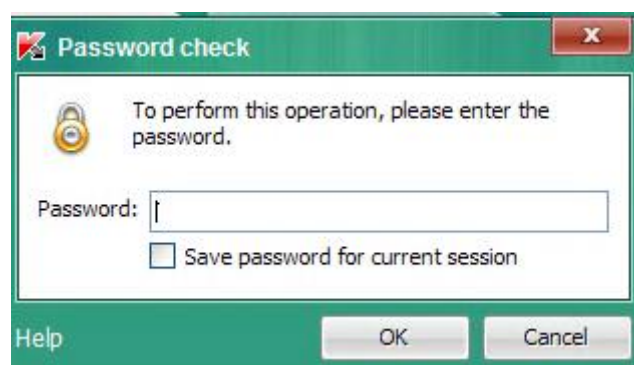 Password check
To perform this operation, please enter the
password.
Password:
Save password for current session
Help
OK
Cancel